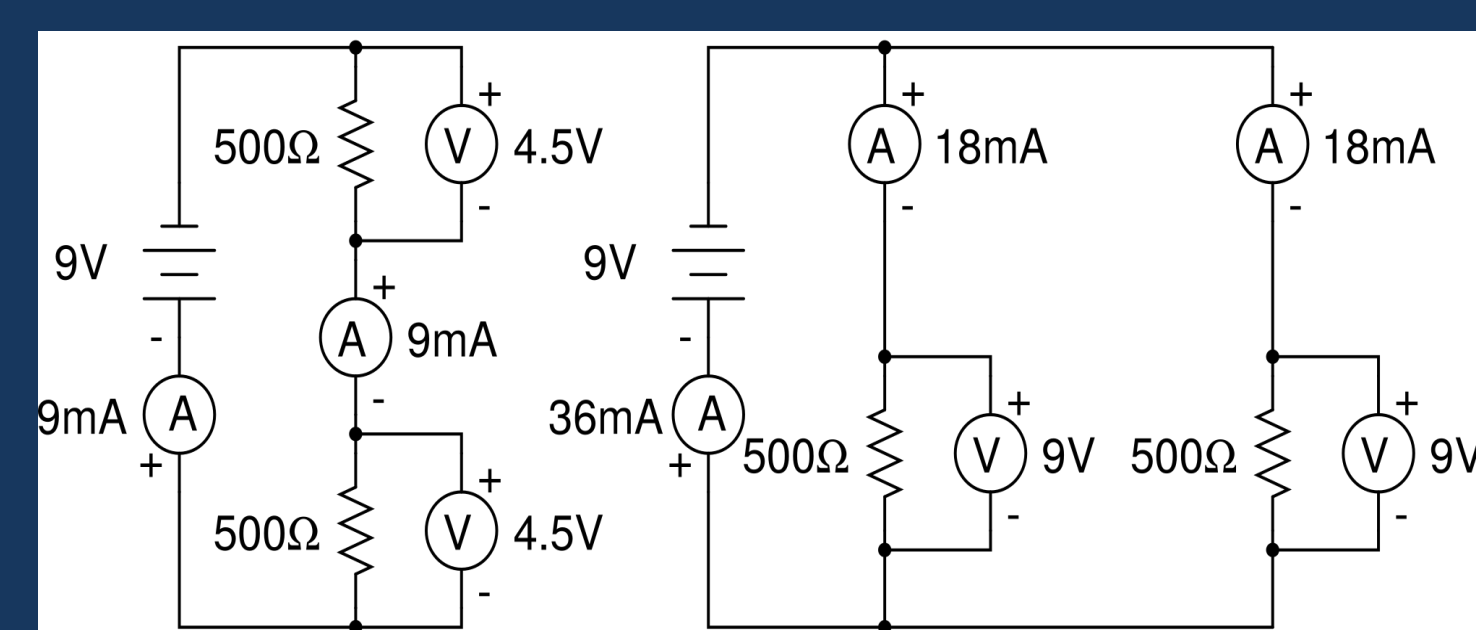 +
500Ω
V
4.5V
-
9V
+
A
9mA
-
-
9mA
A
+
+
500Ω
V
4.5V
-
+
A
18mA
-
+
A
18mA
-
9V
-
36mA
A
+
+
500Ω
V
9V
-
+
500Ω
V
9V
-